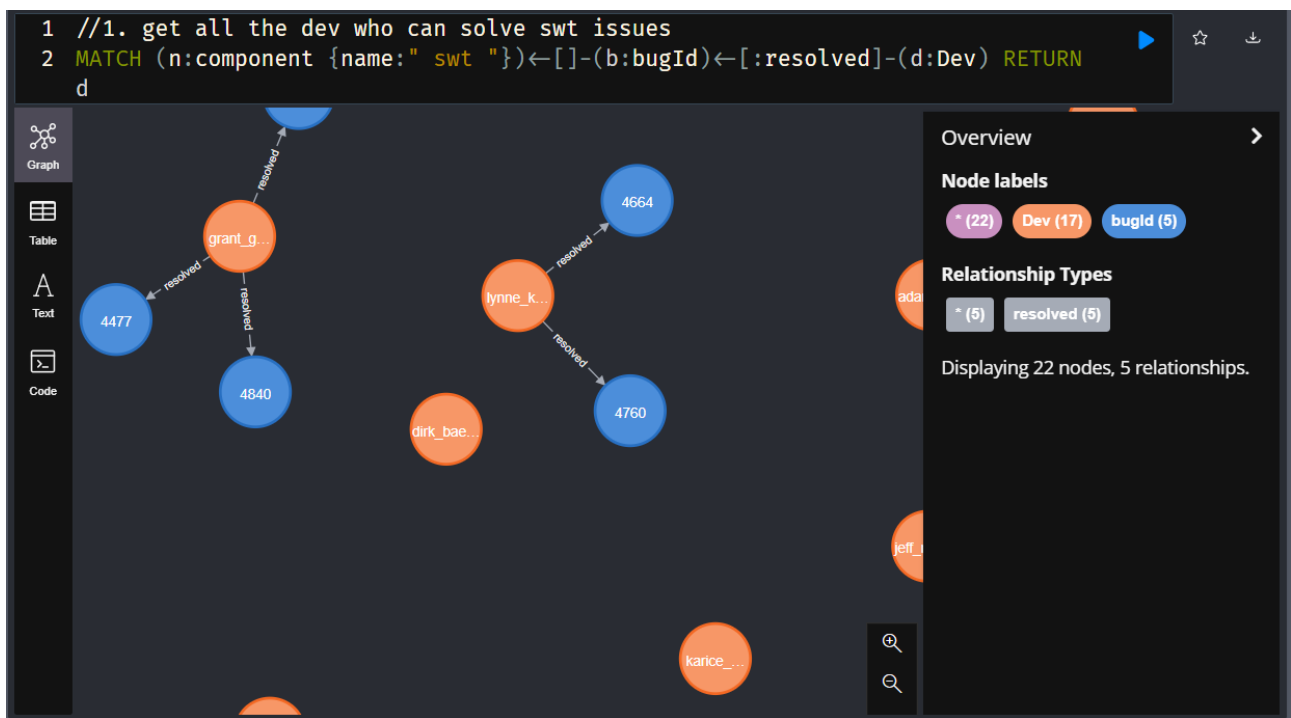 1 //1. get all the dev who can solve swt issues
2 MATCH (n:component {name:" swt "})<-[]-(b:bugId)<-[:resolved]-(d:Dev) RETURN
d
Graph
Table
Text
Code
resolved
grant_g...
resolved
resolved
4477
4840
4664
resolved
lynne_k...
resolved
4760
dirk_bae...
ada
jeff_
karice_...
Overview
Node labels
* (22) Dev (17) bugId (5)
Relationship Types
* (5) resolved (5)
Displaying 22 nodes, 5 relationships.